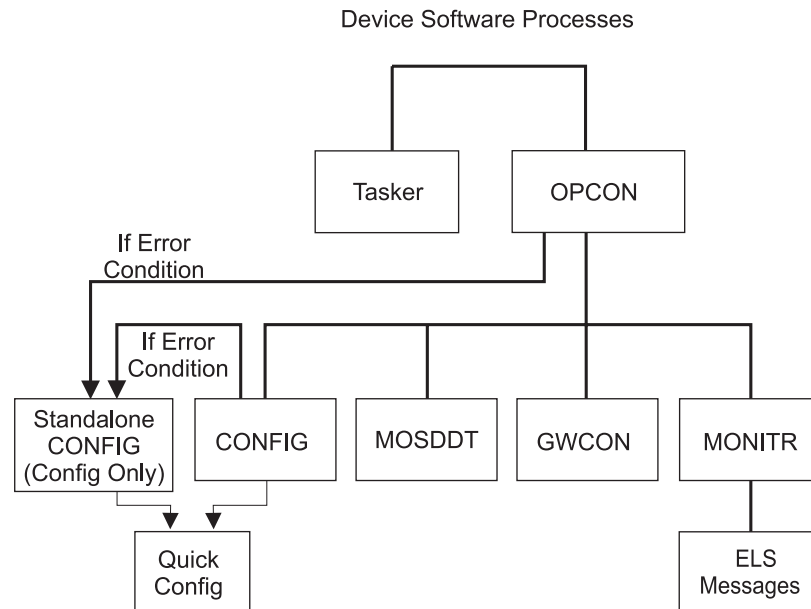 Device Software Processes
Tasker
OPCON
If Error
Condition
If Error
Condition
Standalone
CONFIG
(Config Only)
CONFIG
MOSDDT
GWCON
MONITR
Quick
Config
ELS
Messages